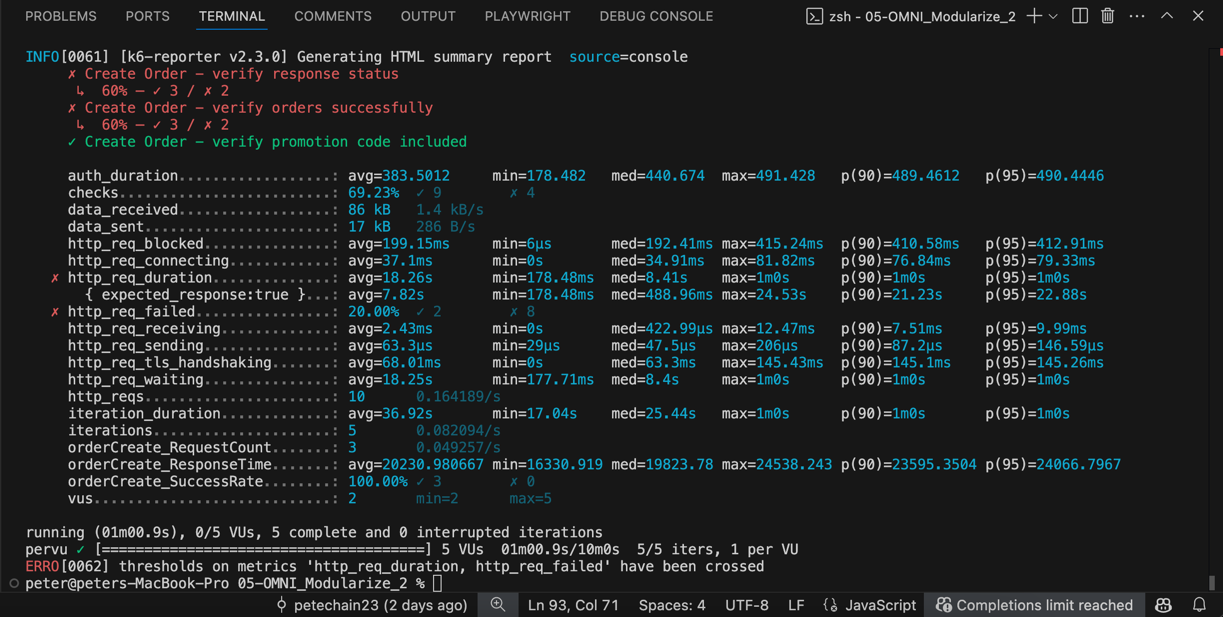 PROBLEMS PORTS TERMINAL COMMENTS OUTPUT PLAYWRIGHT DEBUG CONSOLE zsh - 05-OMNI_Modularize_2
INFO[0061] [k6-reporter v2.3.0] Generating HTML summary report source=console
✗ Create Order – verify response status
↳ 60% — ✓ 3 / ✗ 2
✗ Create Order – verify orders successfully
↳ 60% — ✓ 3 / ✗ 2
✓ Create Order – verify promotion code included
auth_duration..................: avg=383.5012 min=178.482 med=440.674 max=491.428 p(90)=489.4612 p(95)=490.4446
checks.........................: 69.23% ✓ 9 ✗ 4
data_received..................: 86 kB 1.4 kB/s
data_sent......................: 17 kB 286 B/s
http_req_blocked...............: avg=199.15ms min=6µs med=192.41ms max=415.24ms p(90)=410.58ms p(95)=412.91ms
http_req_connecting............: avg=37.1ms min=0s med=34.91ms max=81.82ms p(90)=76.84ms p(95)=79.33ms
✗ http_req_duration..............: avg=18.26s min=178.48ms med=8.41s max=1m0s p(90)=1m0s p(95)=1m0s
{ expected_response:true }...: avg=7.82s min=178.48ms med=488.96ms max=24.53s p(90)=21.23s p(95)=22.88s
✗ http_req_failed................: 20.00% ✓ 2 ✗ 8
http_req_receiving.............: avg=2.43ms min=0s med=422.99µs max=12.47ms p(90)=7.51ms p(95)=9.99ms
http_req_sending...............: avg=63.3µs min=29µs med=47.5µs max=206µs p(90)=87.2µs p(95)=146.59µs
http_req_tls_handshaking.......: avg=68.01ms min=0s med=63.3ms max=145.43ms p(90)=145.1ms p(95)=145.26ms
http_req_waiting...............: avg=18.25s min=177.71ms med=8.4s max=1m0s p(90)=1m0s p(95)=1m0s
http_reqs......................: 10 0.164189/s
iteration_duration.............: avg=36.92s min=17.04s med=25.44s max=1m0s p(90)=1m0s p(95)=1m0s
iterations.....................: 5 0.082094/s
orderCreate_RequestCount.......: 3 0.049257/s
orderCreate_ResponseTime.......: avg=20230.980667 min=16330.919 med=19823.78 max=24538.243 p(90)=23595.3504 p(95)=24066.7967
orderCreate_SuccessRate........: 100.00% ✓ 3 ✗ 0
vus............................: 2 min=2 max=5
running (01m00.9s), 0/5 VUs, 5 complete and 0 interrupted iterations
pervu ✓ [======================================] 5 VUs 01m00.9s/10m0s 5/5 iters, 1 per VU
ERRO[0062] thresholds on metrics 'http_req_duration, http_req_failed' have been crossed
peter@peters-MacBook-Pro 05-OMNI_Modularize_2 %
petechain23 (2 days ago) Ln 93, Col 71 Spaces: 4 UTF-8 LF {} JavaScript Completions limit reached